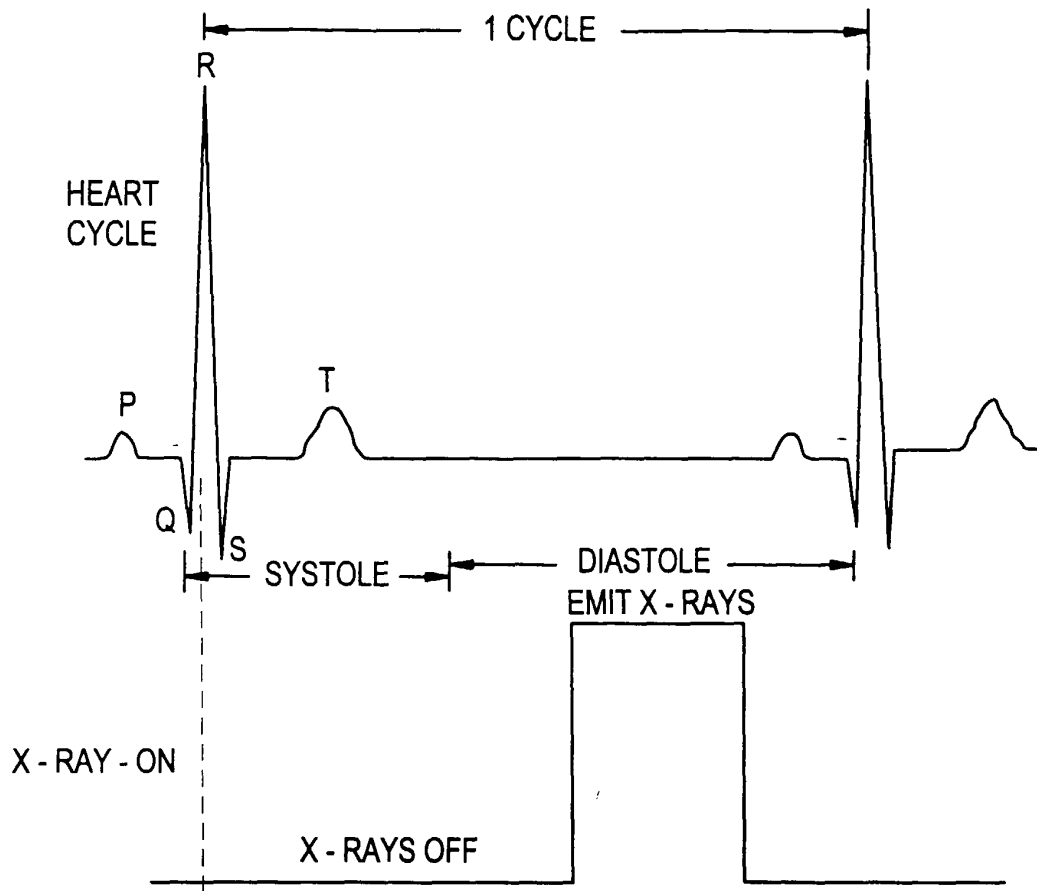 1 CYCLE
R
HEART
CYCLE
P
T
Q
S
SYSTOLE
DIASTOLE
EMIT X - RAYS
X - RAY - ON
X - RAYS OFF